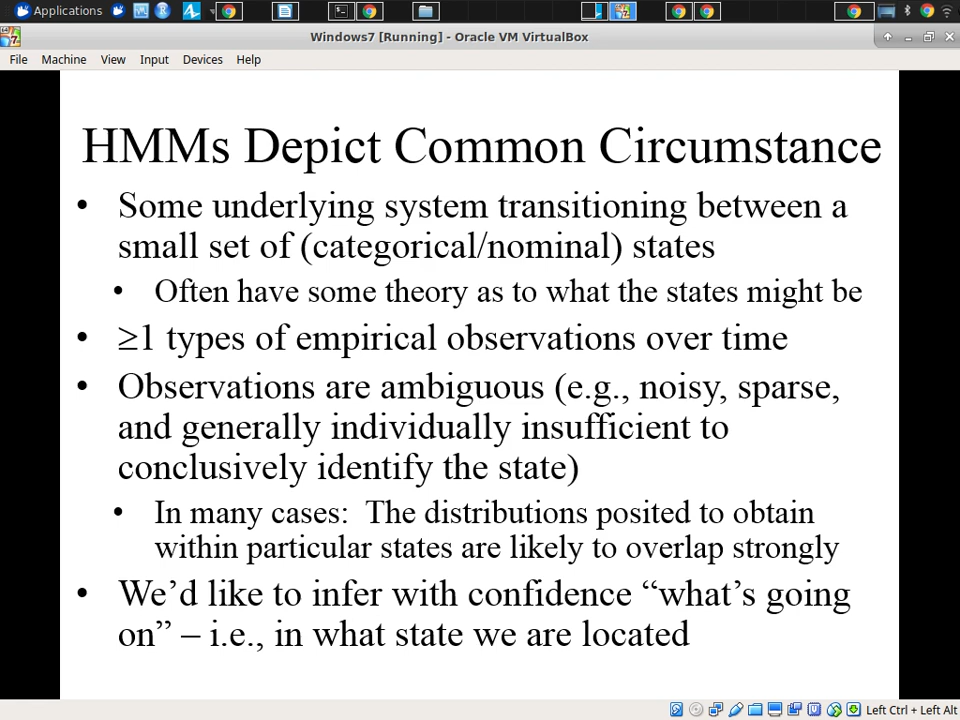 Applications
Windows7 [Running] - Oracle VM VirtualBox
File Machine View Input Devices Help
HMMs Depict Common Circumstance
• Some underlying system transitioning between a
small set of (categorical/nominal) states
• Often have some theory as to what the states might be
• ≥1 types of empirical observations over time
• Observations are ambiguous (e.g., noisy, sparse,
and generally individually insufficient to
conclusively identify the state)
• In many cases:  The distributions posited to obtain
within particular states are likely to overlap strongly
• We’d like to infer with confidence “what’s going
on” – i.e., in what state we are located
Left Ctrl + Left Alt